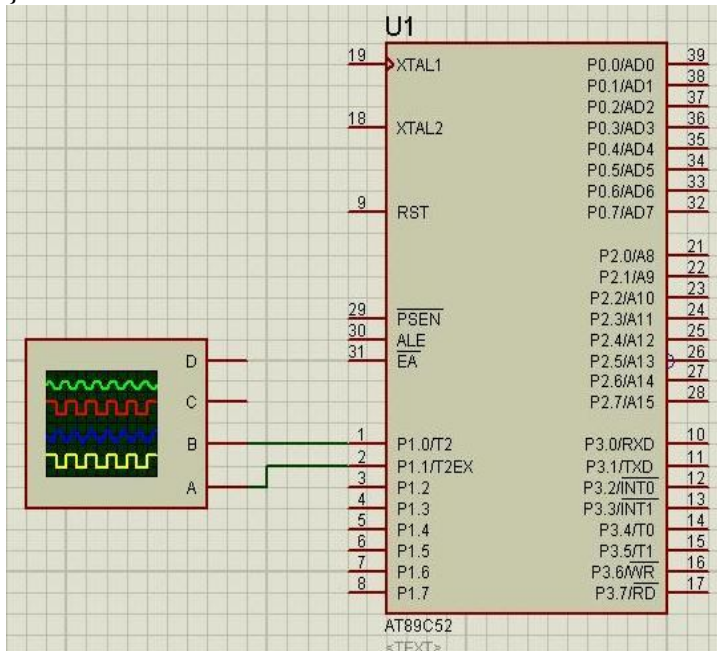 U1
19 XTAL1
18 XTAL2
9 RST
29 PSEN
30 ALE
31 EA
1 P1.0/T2
2 P1.1/T2EX
3 P1.2
4 P1.3
5 P1.4
6 P1.5
7 P1.6
8 P1.7
P0.0/AD0 39
P0.1/AD1 38
P0.2/AD2 37
P0.3/AD3 36
P0.4/AD4 35
P0.5/AD5 34
P0.6/AD6 33
P0.7/AD7 32
P2.0/A8 21
P2.1/A9 22
P2.2/A10 23
P2.3/A11 24
P2.4/A12 25
P2.5/A13 26
P2.6/A14 27
P2.7/A15 28
P3.0/RXD 10
P3.1/TXD 11
P3.2/INT0 12
P3.3/INT1 13
P3.4/T0 14
P3.5/T1 15
P3.6/WR 16
P3.7/RD 17
D
C
B
A
AT89C52
<TEXT>